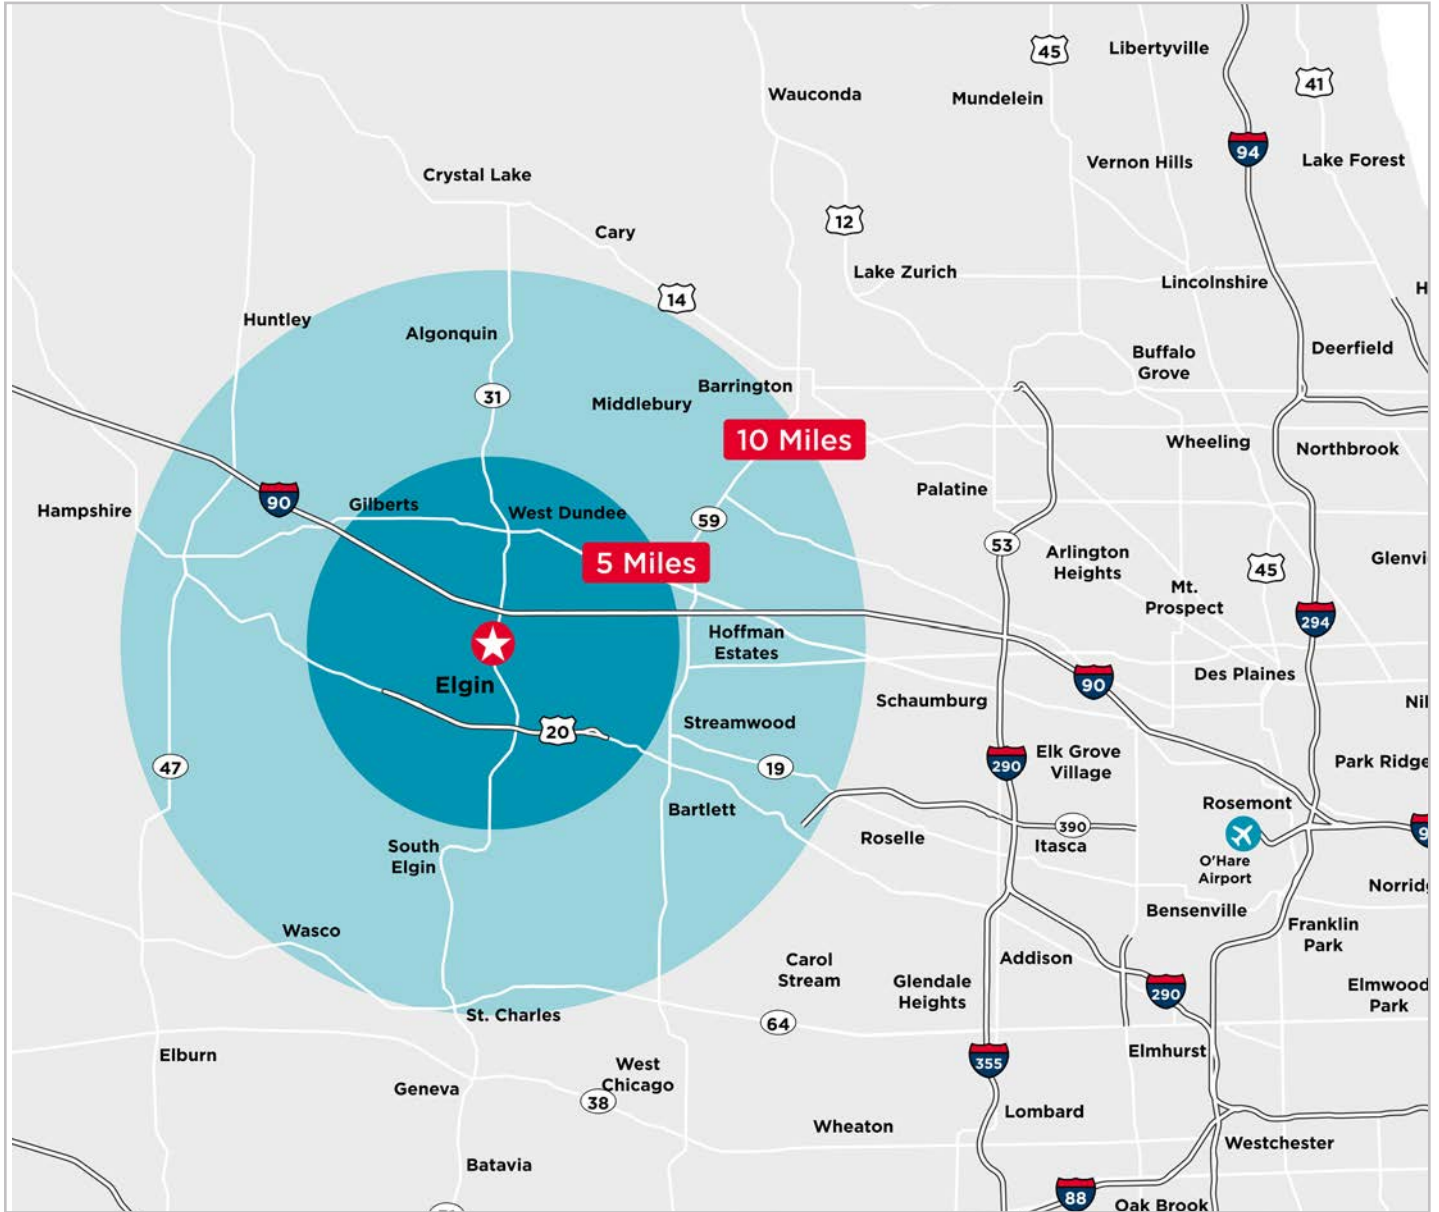 45
Libertyville
41
Wauconda
Mundelein
94
Vernon Hills
Lake Forest
Crystal Lake
12
Cary
Lake Zurich
Lincolnshire
H
14
Huntley
Algonquin
Deerfield
Buffalo
Grove
Barrington
31
Middlebury
10 Miles
Wheeling
Northbrook
Palatine
90
Gilberts
Hampshire
West Dundee
59
53
5 Miles
Arlington
Heights
45
Glenvi
Mt.
Prospect
294
Hoffman
Estates
Elgin
Des Plaines
90
Schaumburg
Nil
Streamwood
20
47
19
290
Elk Grove
Village
Park Ridge
Rosemont
Bartlett
390
9
Roselle
Itasca
O'Hare
Airport
South
Elgin
Norridg
Bensenville
Wasco
Franklin
Park
Carol
Stream
Addison
Glendale
Heights
290
Elmwood
Park
St. Charles
64
Elburn
Elmhurst
355
West
Chicago
Geneva
38
Lombard
Wheaton
Westchester
Batavia
88
Oak Brook